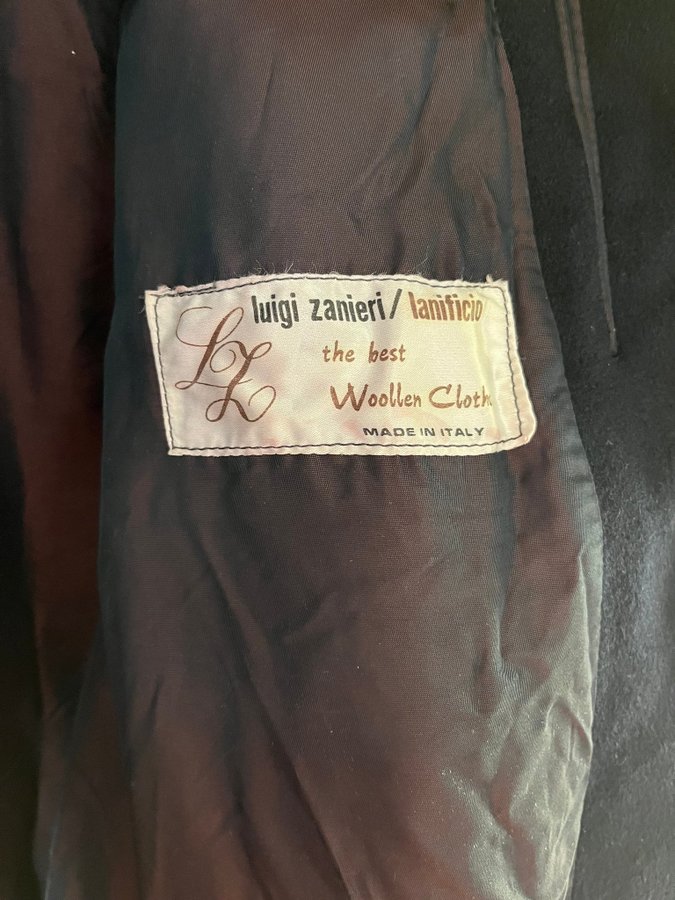 luigi zanieri / lanificio
LZ
the best
Woollen Cloth
MADE IN ITALY